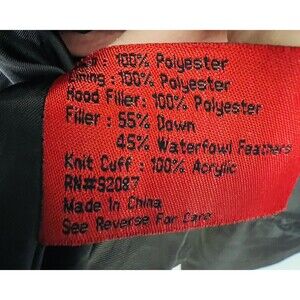 : 100% Polyester
Lining: 100% Polyester
Hood Filler: 100% Polyester
Filler: 55% Down
45% Waterfowl Feathers
Knit Cuff: 100% Acrylic
RN#92087
Made In China
See Reverse For Care